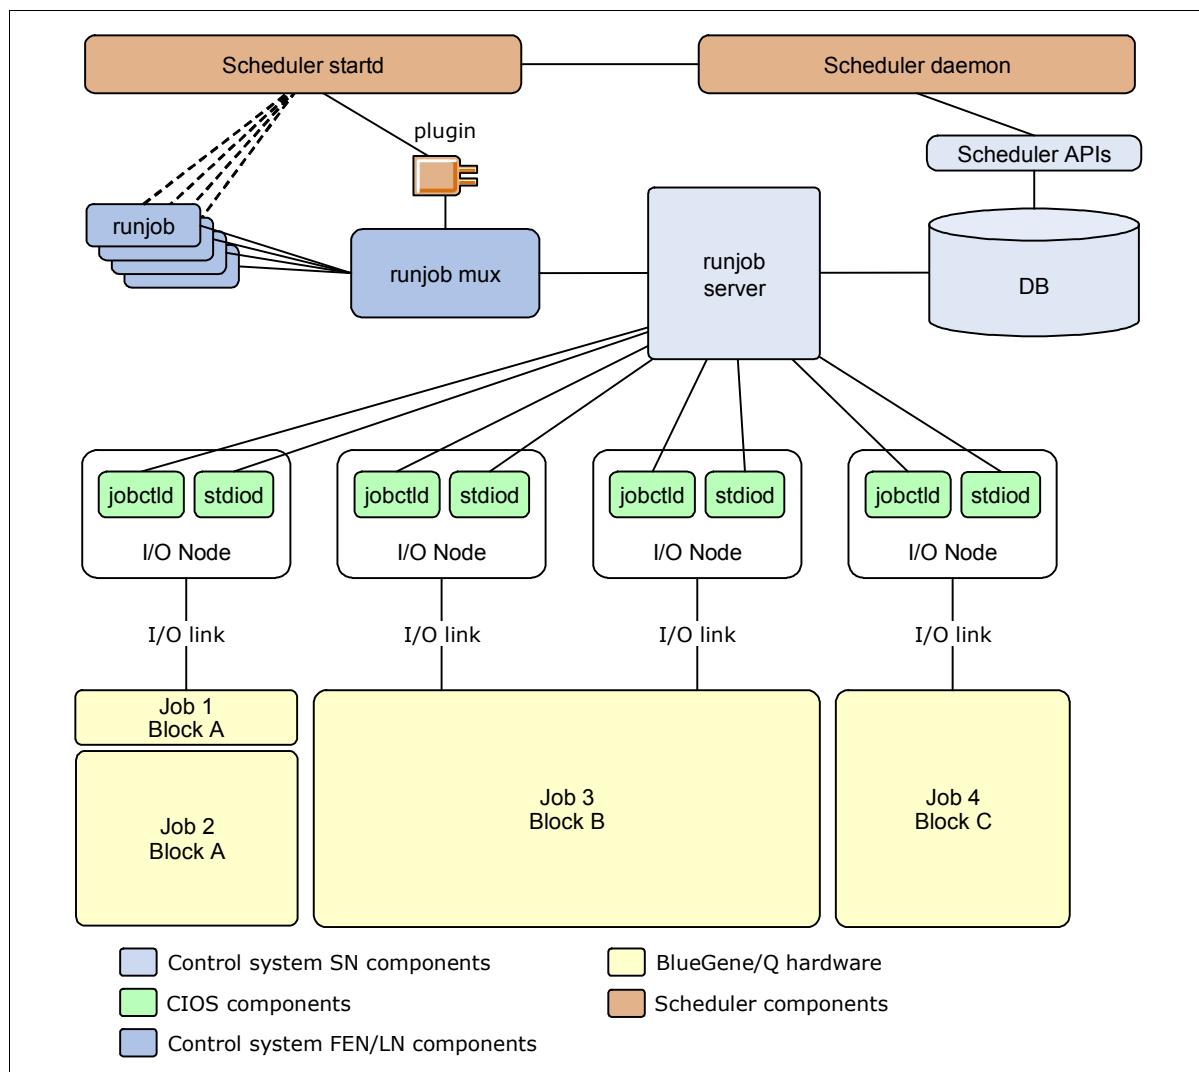 Scheduler startd
Scheduler daemon
plugin
Scheduler APIs
runjob
runjob mux
runjob
server
DB
jobctld
stdiod
jobctld
stdiod
jobctld
stdiod
jobctld
stdiod
I/O Node
I/O Node
I/O Node
I/O Node
I/O link
I/O link
I/O link
I/O link
Job 1
Block A
Job 2
Block A
Job 3
Block B
Job 4
Block C
Control system SN components
CIOS components
Control system FEN/LN components
BlueGene/Q hardware
Scheduler components